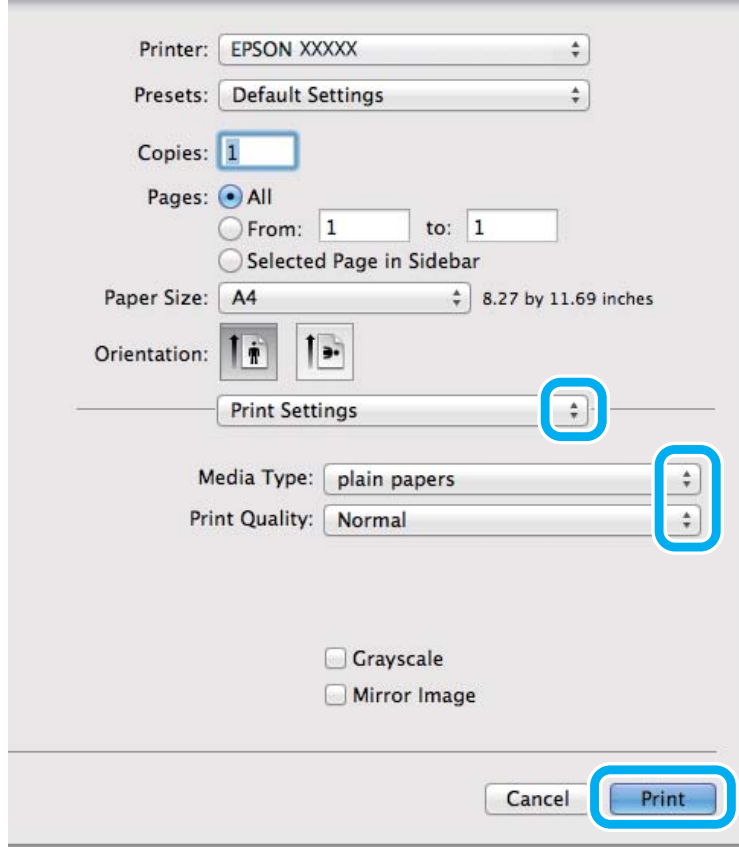 Printer: EPSON XXXXX
Presets: Default Settings
Copies: 1
Pages: All
From: 1 to: 1
Selected Page in Sidebar
Paper Size: A4 8.27 by 11.69 inches
Orientation:
Print Settings
Media Type: plain papers
Print Quality: Normal
Grayscale
Mirror Image
Cancel Print